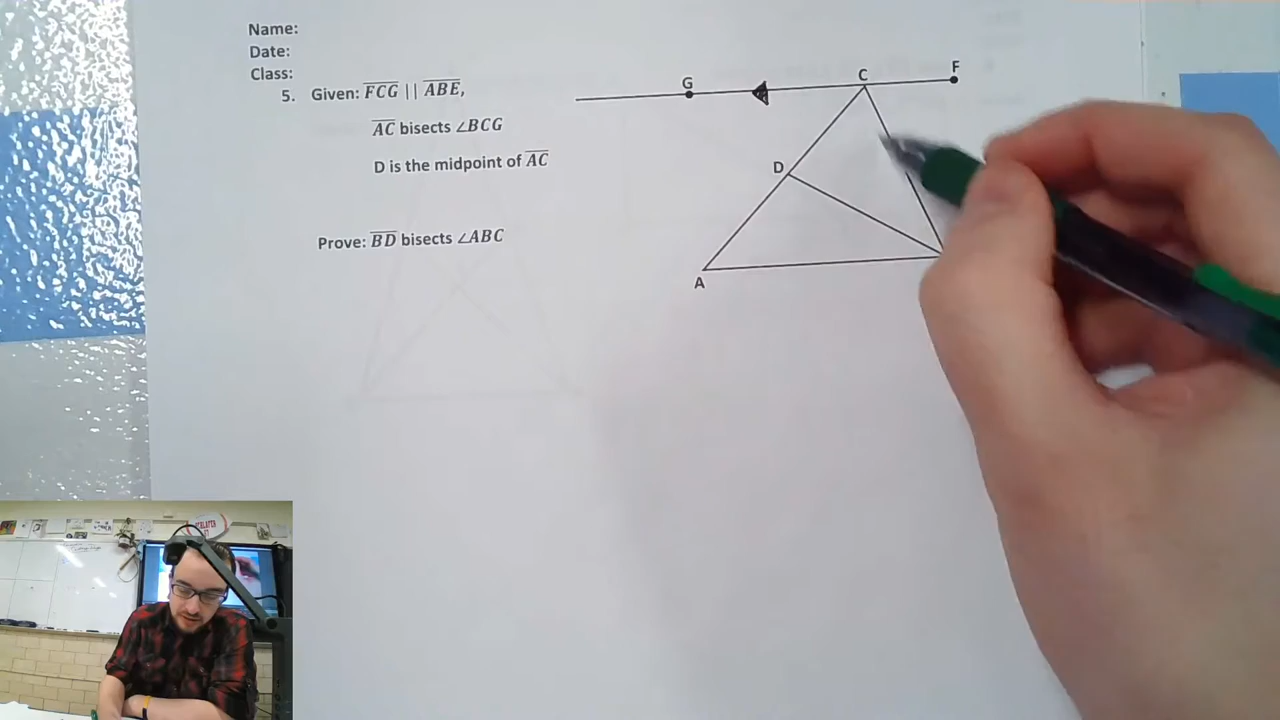 Name:
Date:
Class:
5. Given: FCG || ABE,
AC bisects ∠BCG
D is the midpoint of AC
Prove: BD bisects ∠ABC
G
C
F
D
A